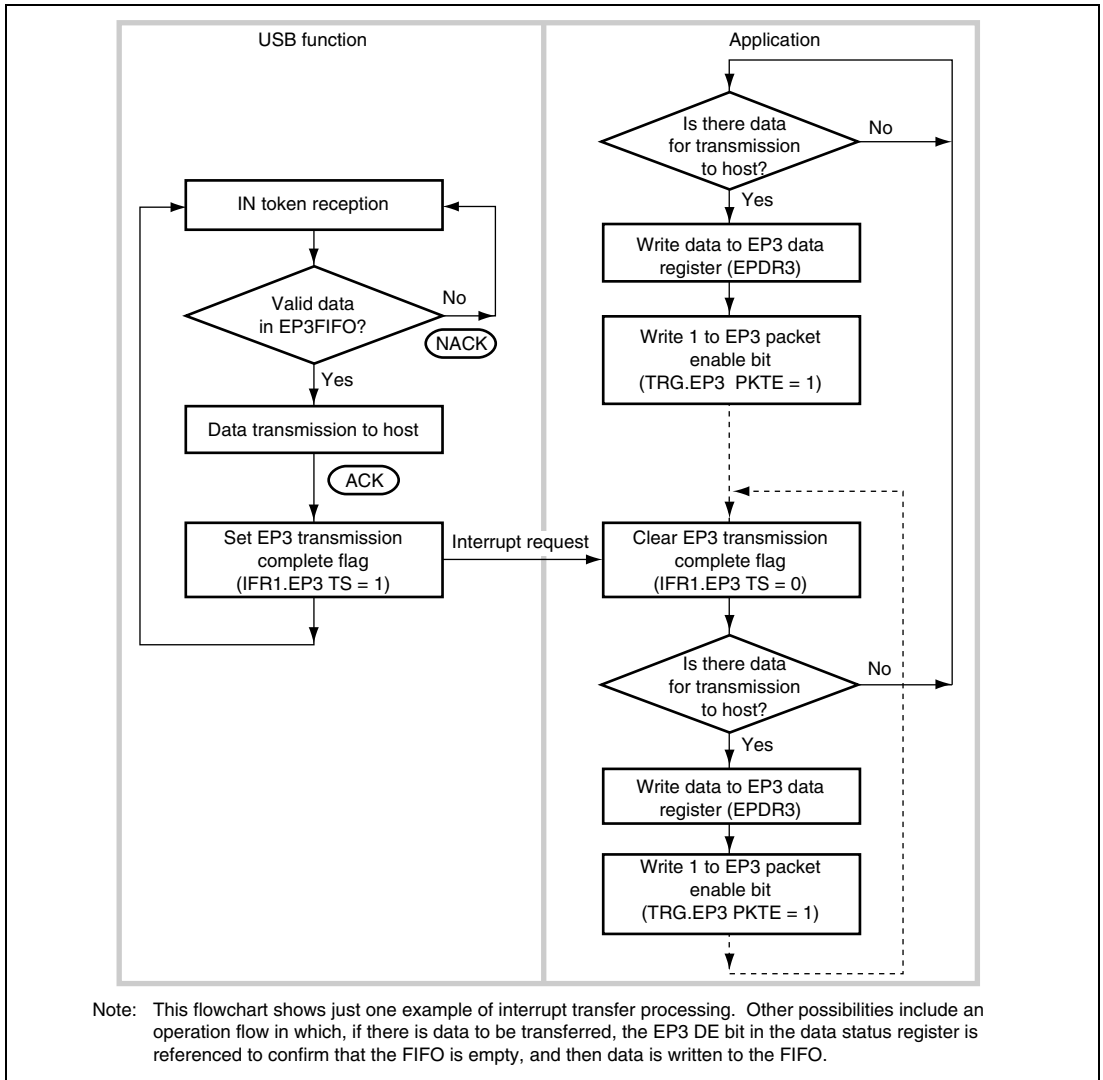 USB function
Application
Is there data
for transmission
to host?
No
Yes
Write data to EP3 data
register (EPDR3)
Write 1 to EP3 packet
enable bit
(TRG.EP3  PKTE = 1)
IN token reception
Valid data
in EP3FIFO?
No
NACK
Yes
Data transmission to host
ACK
Set EP3 transmission
complete flag
(IFR1.EP3 TS = 1)
Interrupt request
Clear EP3 transmission
complete flag
(IFR1.EP3 TS = 0)
Is there data
for transmission
to host?
No
Yes
Write data to EP3 data
register (EPDR3)
Write 1 to EP3 packet
enable bit
(TRG.EP3 PKTE = 1)
Note: This flowchart shows just one example of interrupt transfer processing. Other possibilities include an
operation flow in which, if there is data to be transferred, the EP3 DE bit in the data status register is
referenced to confirm that the FIFO is empty, and then data is written to the FIFO.